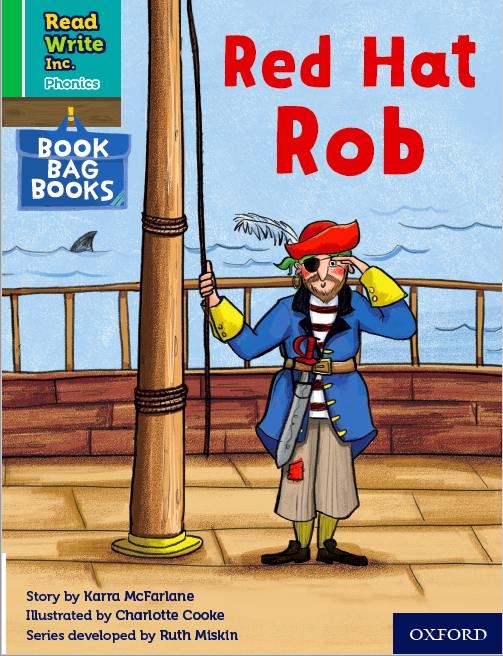 Read
Write
Inc.
Phonics
BOOK
BAG
BOOKS
Red Hat
Rob
Story by Karra McFarlane
Illustrated by Charlotte Cooke
Series developed by Ruth Miskin
OXFORD